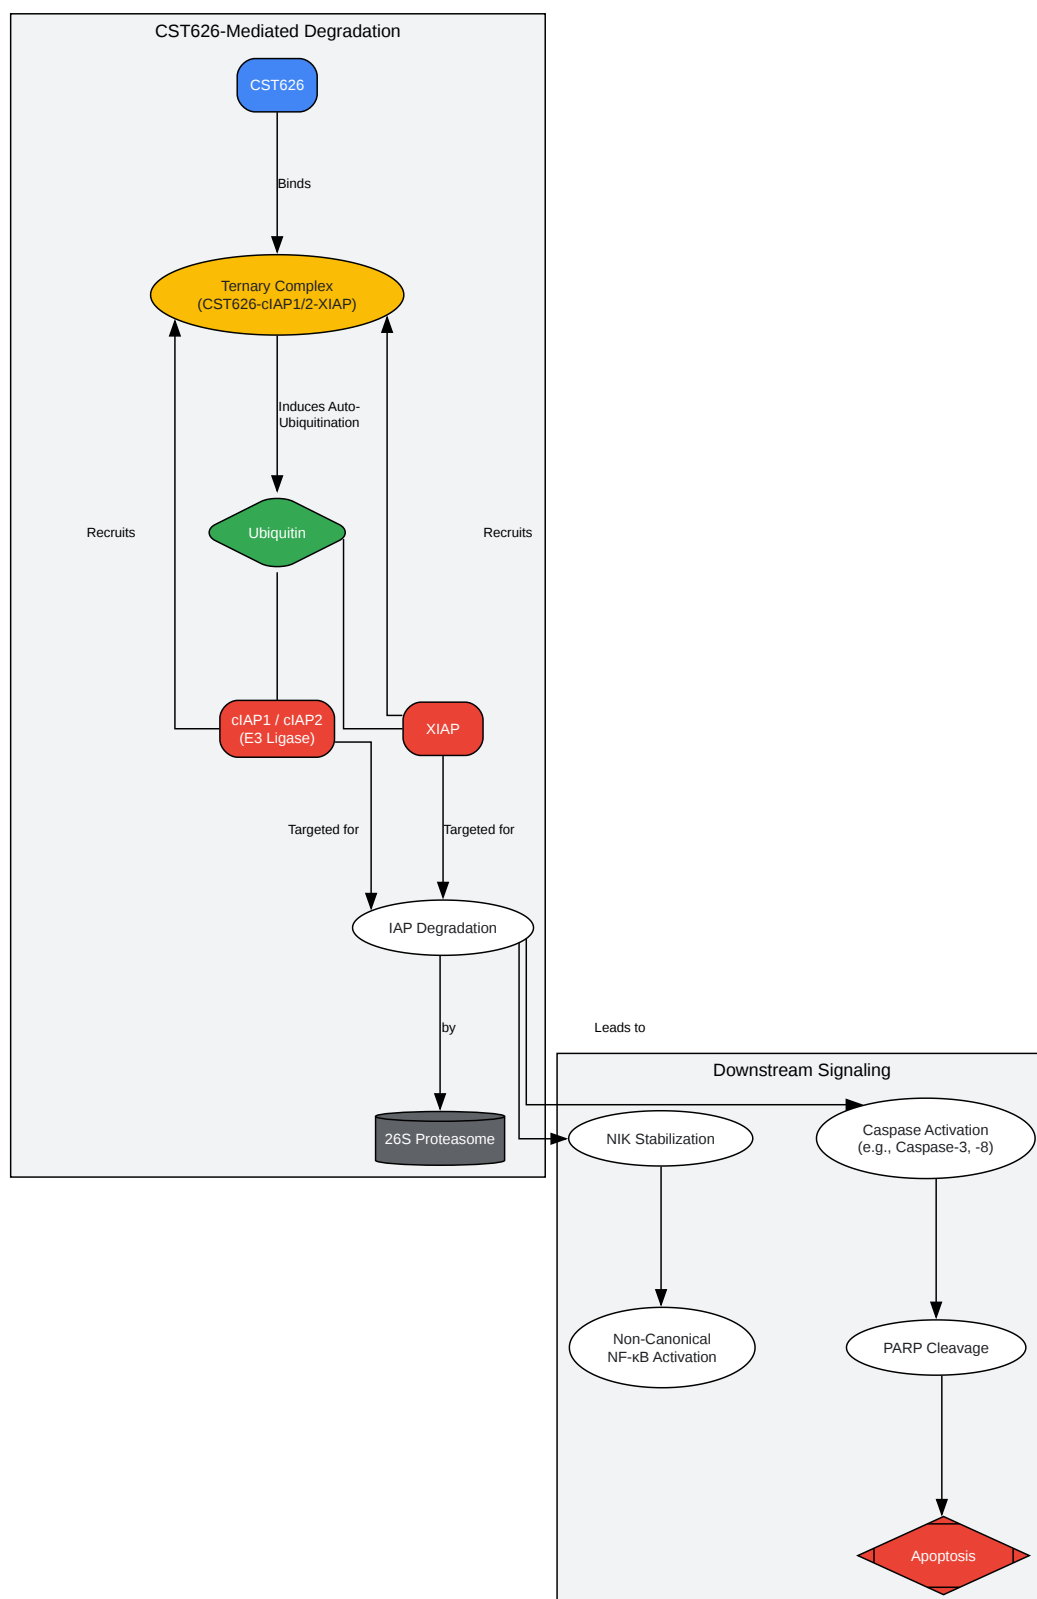 CST626-Mediated Degradation
CST626
Binds
Ternary Complex
(CST626-cIAP1/2-XIAP)
Induces Auto-
Ubiquitination
Recruits
Ubiquitin
Recruits
cIAP1 / cIAP2
(E3 Ligase)
XIAP
Targeted for
Targeted for
IAP Degradation
by
Leads to
26S Proteasome
Downstream Signaling
NIK Stabilization
Caspase Activation
(e.g., Caspase-3, -8)
Non-Canonical
NF-κB Activation
PARP Cleavage
Apoptosis